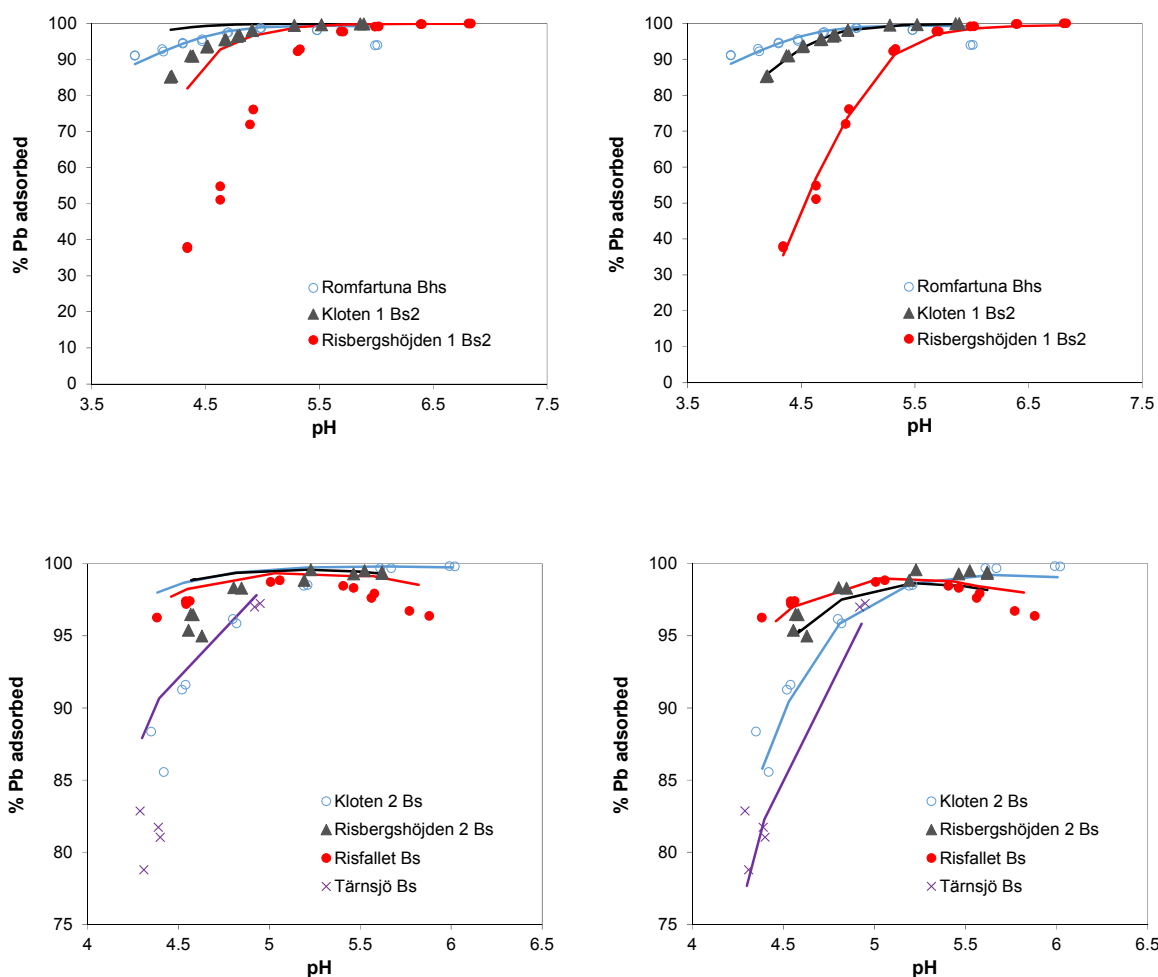 100
90
80
70
60
50
40
30
20
10
0
% Pb adsorbed
Romfartuna Bhs
Kloten 1 Bs2
Risbergshöjden 1 Bs2
3.5 4.5 5.5 6.5 7.5
pH
100
90
80
70
60
50
40
30
20
10
0
% Pb adsorbed
Romfartuna Bhs
Kloten 1 Bs2
Risbergshöjden 1 Bs2
3.5 4.5 5.5 6.5 7.5
pH
100
95
90
85
80
75
% Pb adsorbed
Kloten 2 Bs
Risbergshöjden 2 Bs
Risfallet Bs
Tärnsjö Bs
4 4.5 5 5.5 6 6.5
pH
100
95
90
85
80
75
% Pb adsorbed
Kloten 2 Bs
Risbergshöjden 2 Bs
Risfallet Bs
Tärnsjö Bs
4 4.5 5 5.5 6 6.5
pH